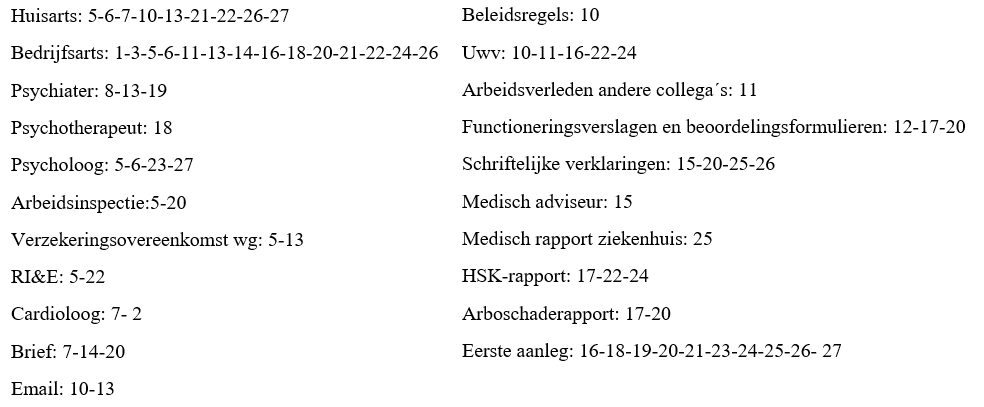 Huisarts: 5-6-7-10-13-21-22-26-27
Bedrijfsarts: 1-3-5-6-11-13-14-16-18-20-21-22-24-26
Psychiater: 8-13-19
Psychotherapeut: 18
Psycholoog: 5-6-23-27
Arbeidsinspectie:5-20
Verzekeringsovereenkomst wg: 5-13
RI&E: 5-22
Cardioloog: 7- 2
Brief: 7-14-20
Email: 10-13
Beleidsregels: 10
Uwv: 10-11-16-22-24
Arbeidsverleden andere collega´s: 11
Functioneringsverslagen en beoordelingsformulieren: 12-17-20
Schriftelijke verklaringen: 15-20-25-26
Medisch adviseur: 15
Medisch rapport ziekenhuis: 25
HSK-rapport: 17-22-24
Arboschaderapport: 17-20
Eerste aanleg: 16-18-19-20-21-23-24-25-26- 27